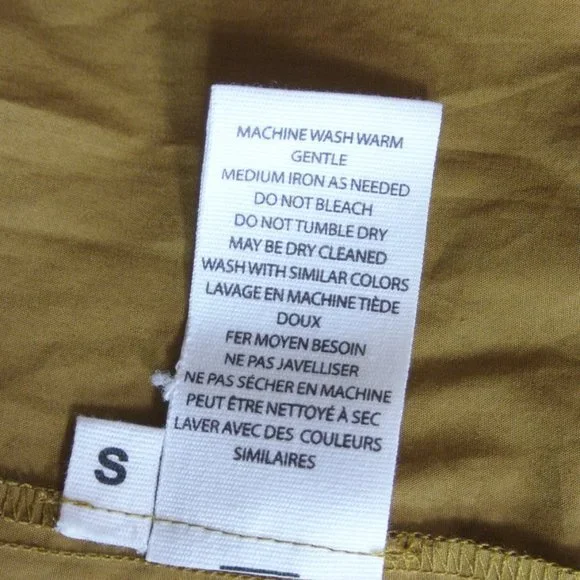 MACHINE WASH WARM
GENTLE
MEDIUM IRON AS NEEDED
DO NOT BLEACH
DO NOT TUMBLE DRY
MAY BE DRY CLEANED
WASH WITH SIMILAR COLORS
LAVAGE EN MACHINE TIÈDE
DOUX
FER MOYEN BESOIN
NE PAS JAVELLISER
NE PAS SÉCHER EN MACHINE
PEUT ÊTRE NETTOYÉ À SEC
LAVER AVEC DES COULEURS
SIMILAIRES
S